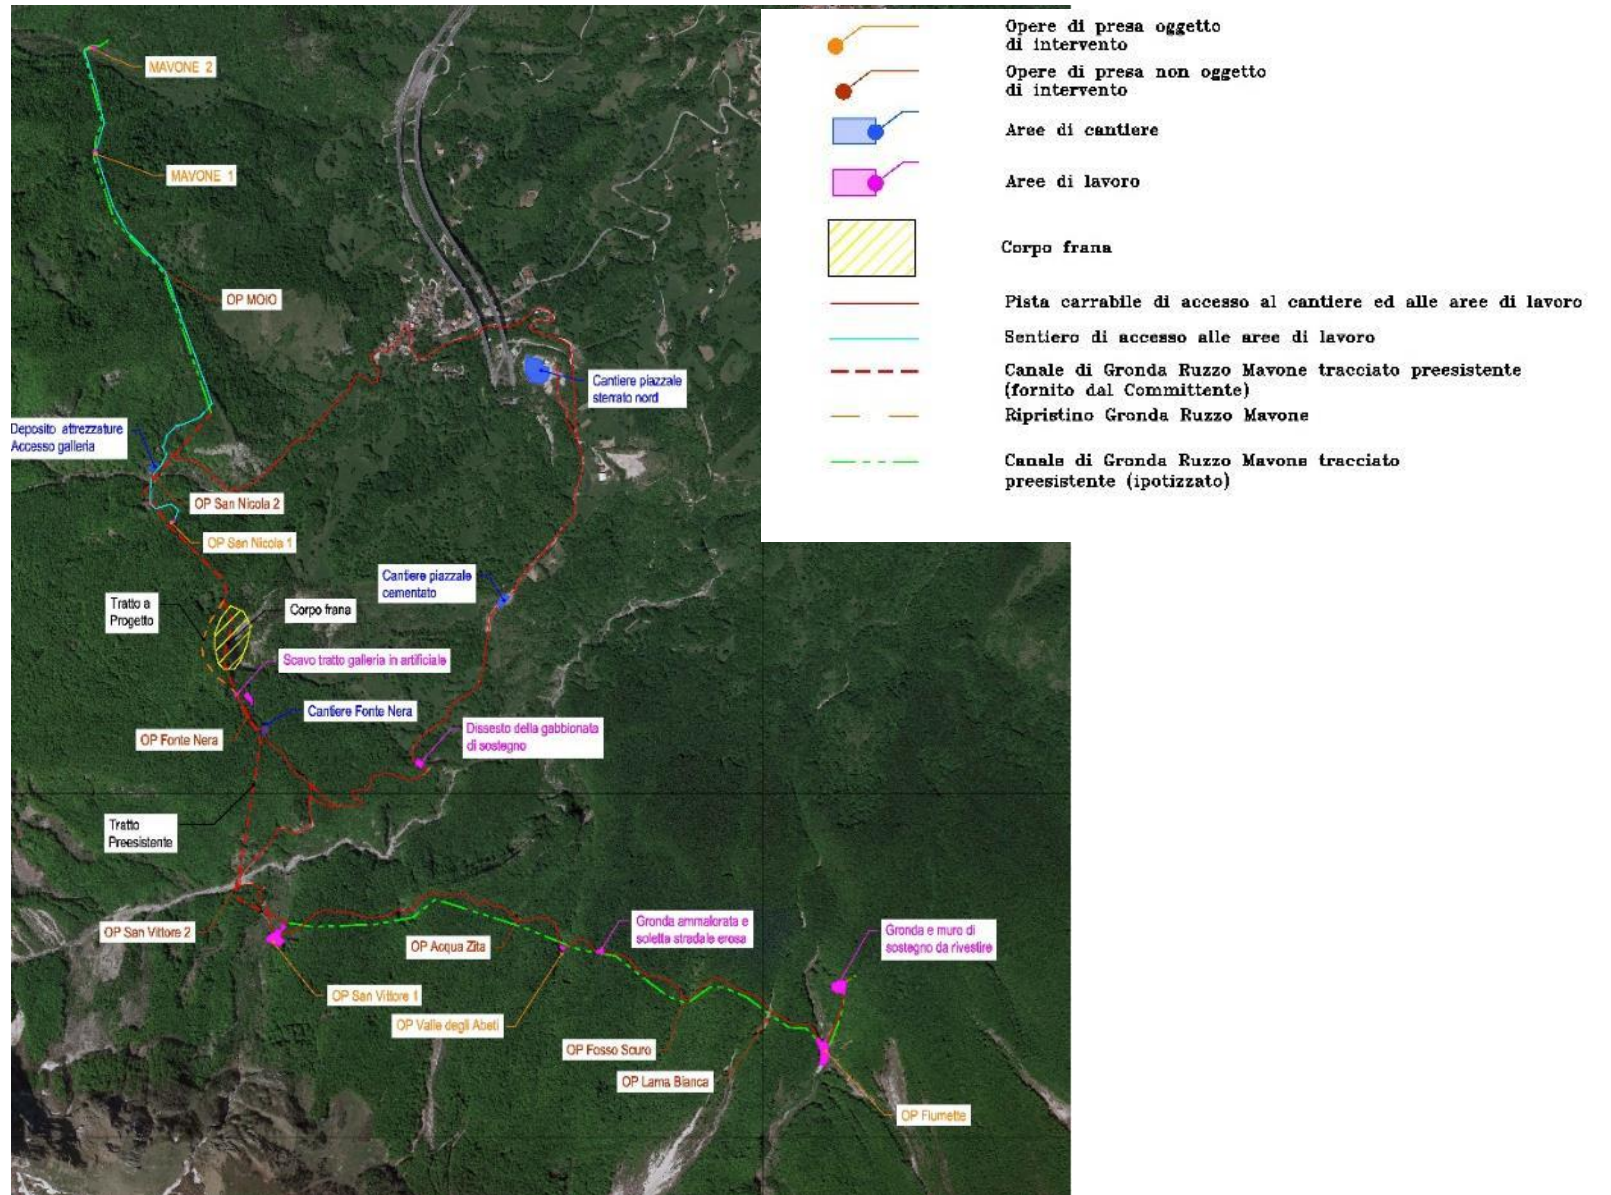 MAVONE 2
MAVONE 1
OP MOIO
Cantiere piazzale
sterrato nord
Deposito attrezzature
Accesso galleria
OP San Nicola 2
OP San Nicola 1
Cantiere piazzale
cementato
Tratto a
Progetto
Corpo frana
Scavo tratto galleria in artificiale
Cantiere Fonte Nera
OP Fonte Nera
Dissesto della gabbionata
di sostegno
Tratto
Preesistente
OP San Vittore 2
OP Acqua Zita
Gronda ammalorata e
soletta stradale erosa
Gronda e muro di
sostegno da rivestire
OP San Vittore 1
OP Valle degli Abeti
OP Fosso Scuro
OP Lama Bianca
OP Fiumette
Opere di presa oggetto
di intervento
Opere di presa non oggetto
di intervento
Aree di cantiere
Aree di lavoro
Corpo frana
Pista carrabile di accesso al cantiere ed alle aree di lavoro
Sentiero di accesso alle aree di lavoro
Canale di Gronda Ruzzo Mavone tracciato preesistente
(fornito dal Committente)
Ripristino Gronda Ruzzo Mavone
Canale di Gronda Ruzzo Mavone tracciato
preesistente (ipotizzato)